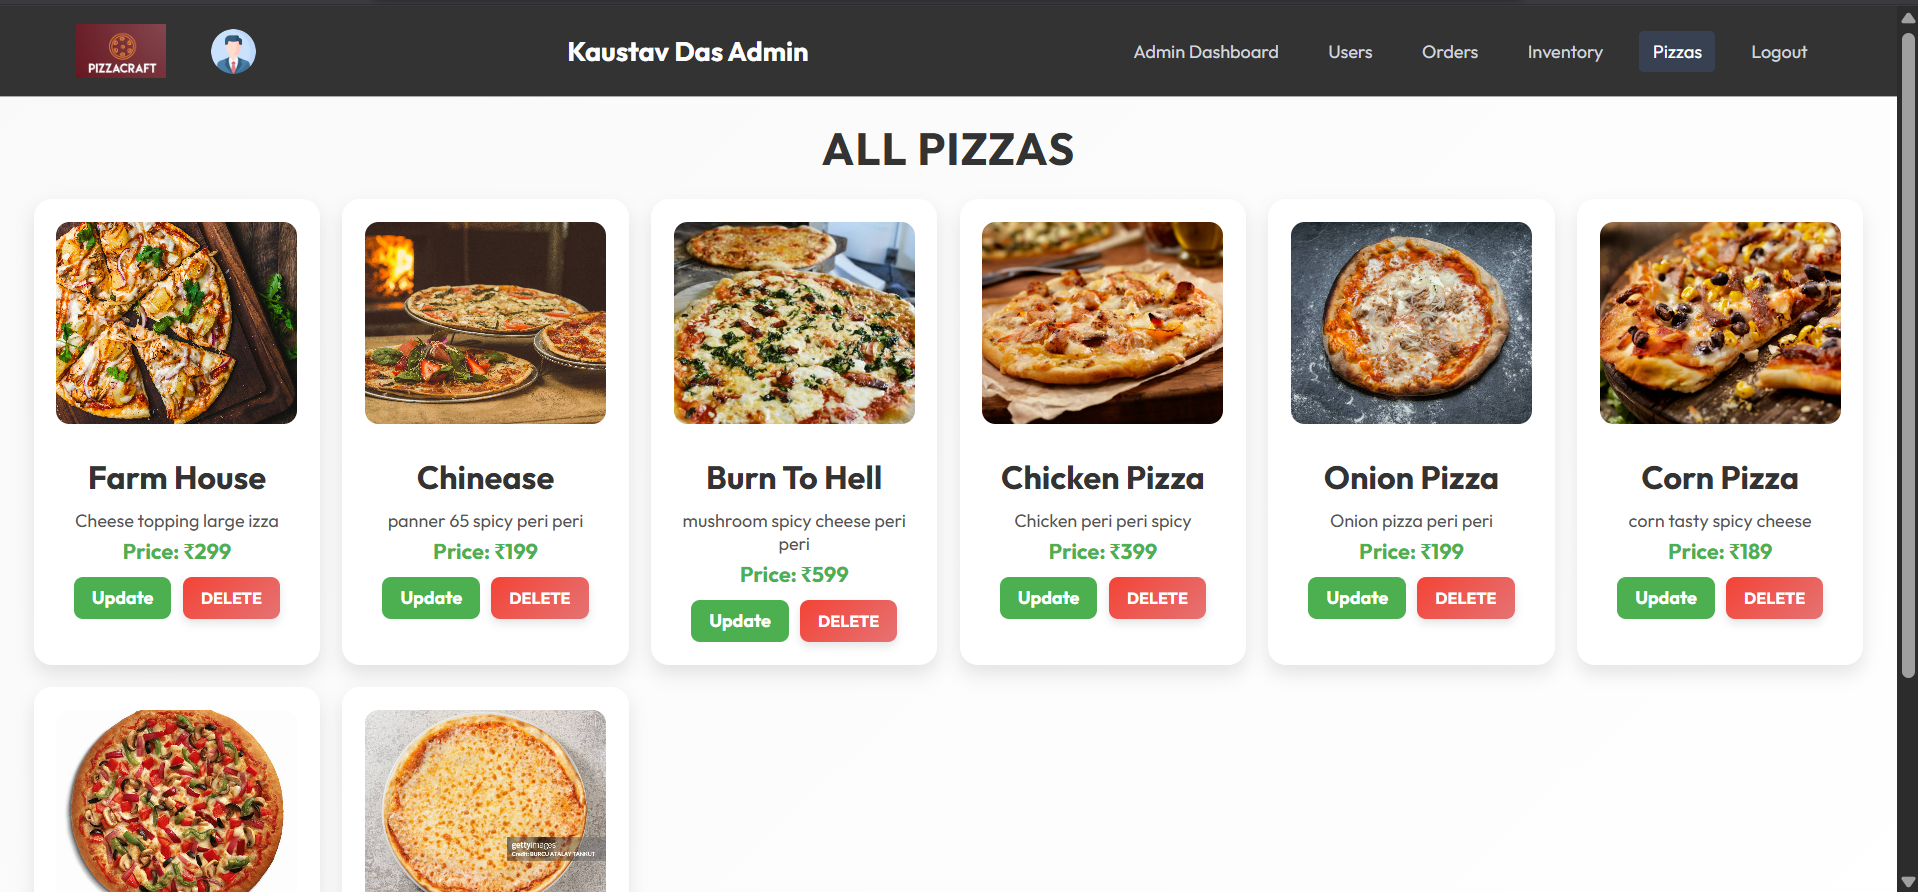 PIZZACRAFT
Kaustav Das Admin
Admin Dashboard
Users
Orders
Inventory
Pizzas
Logout
ALL PIZZAS
Farm House
Cheese topping large izza
Price: ₹299
Update
DELETE
Chinease
panner 65 spicy peri peri
Price: ₹199
Update
DELETE
Burn To Hell
mushroom spicy cheese peri
peri
Price: ₹599
Update
DELETE
Chicken Pizza
Chicken peri peri spicy
Price: ₹399
Update
DELETE
Onion Pizza
Onion pizza peri peri
Price: ₹199
Update
DELETE
Corn Pizza
corn tasty spicy cheese
Price: ₹189
Update
DELETE
gettyimages
Credit: BURCU ATALAY TANKUT